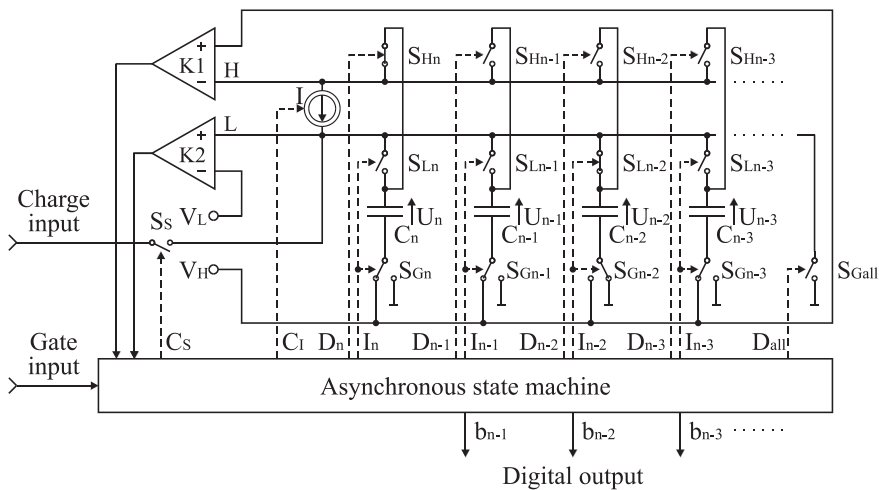 +
K1
−
H
I
SHn
SHn-1
SHn-2
SHn-3
+
K2
−
L
SLn
SLn-1
SLn-2
SLn-3
Charge
input
SS
VL
VH
Un
Un-1
Un-2
Un-3
Cn
Cn-1
Cn-2
Cn-3
SGn
SGn-1
SGn-2
SGn-3
SGall
Gate
input
CS
CI
Dn
In
Dn-1
In-1
Dn-2
In-2
Dn-3
In-3
Dall
Asynchronous state machine
bn-1
bn-2
bn-3
Digital output